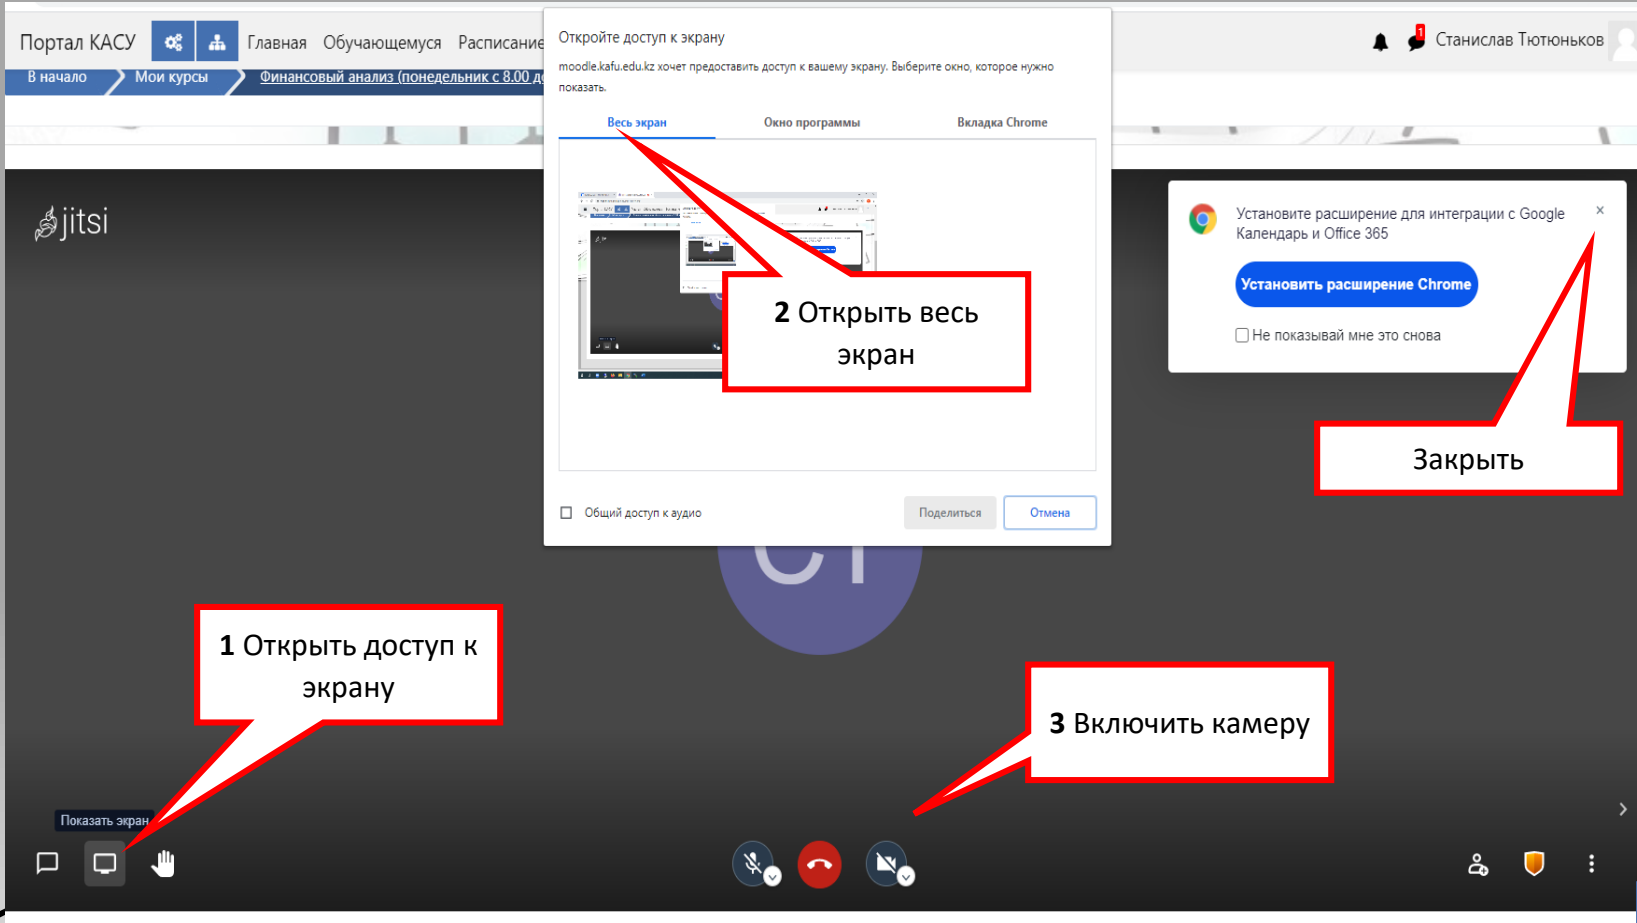 Портал КАСУ
Главная Обучающемуся Расписание
1
Станислав Тютюньков
В начало Мои курсы Финансовый анализ (понедельник с 8.00 д
Откройте доступ к экрану
moodle.kafu.edu.kz хочет предоставить доступ к вашему экрану. Выберите окно, которое нужно
показать.
Весь экран Окно программы Вкладка Chrome
jitsi
Установите расширение для интеграции с Google
Календарь и Office 365
Установить расширение Chrome
Не показывай мне это снова
2 Открыть весь
экран
Закрыть
Общий доступ к аудио
Поделиться Отмена
СТ
1 Открыть доступ к
экрану
3 Включить камеру
Показать экран